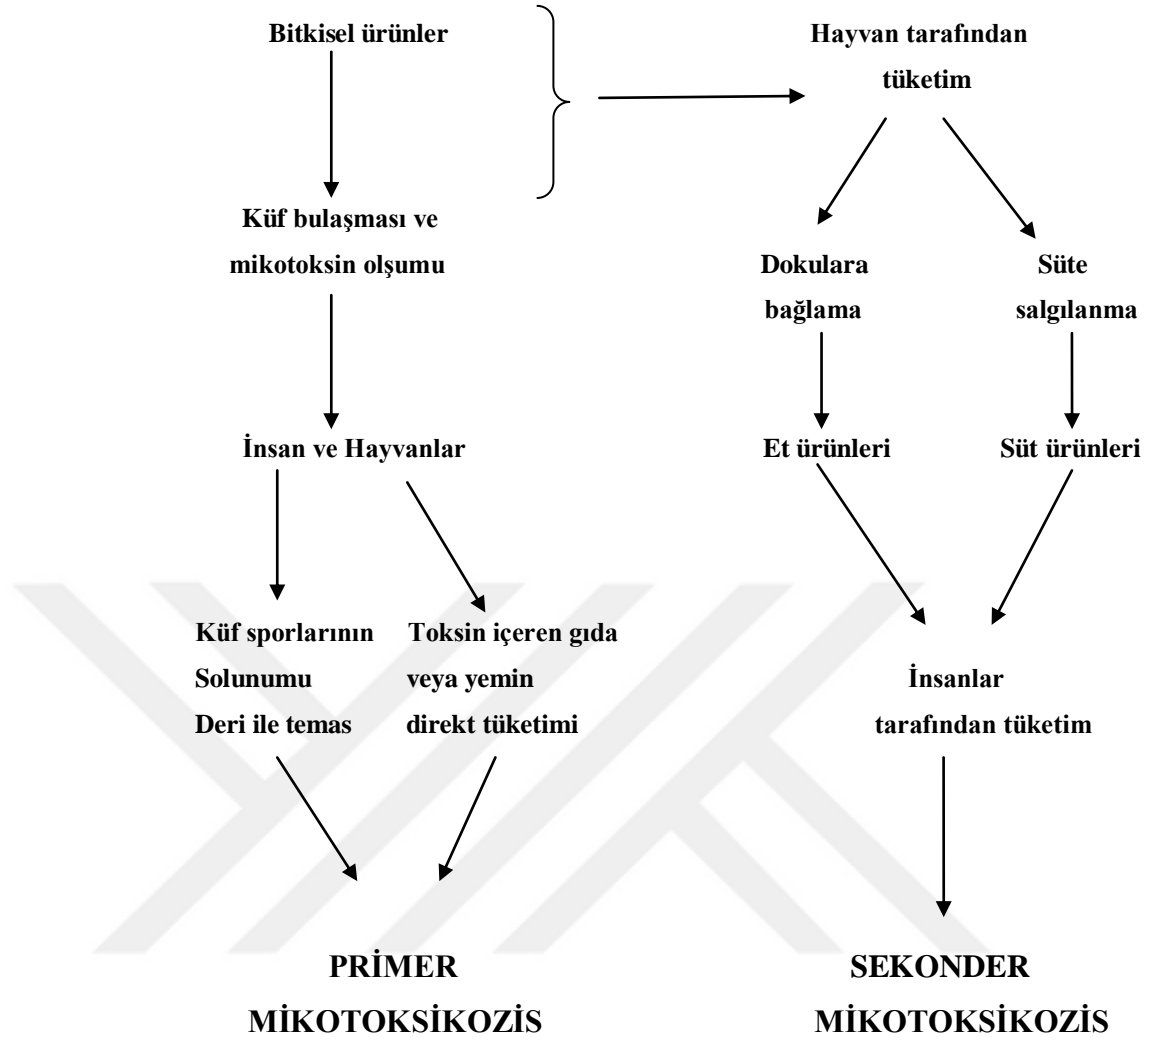 Bitkisel ürünler
Küf bulaşması ve
mikotoksin olşumu
İnsan ve Hayvanlar
Küf sporlarının
Solunumu
Deri ile temas
Toksin içeren gıda
veya yemin
direkt tüketimi
PRİMER
MİKOTOKSİKOZİS
Hayvan tarafından
tüketim
Dokulara
bağlama
Süte
salgılanma
Et ürünleri
Süt ürünleri
İnsanlar
tarafından tüketim
SEKONDER
MİKOTOKSİKOZİS